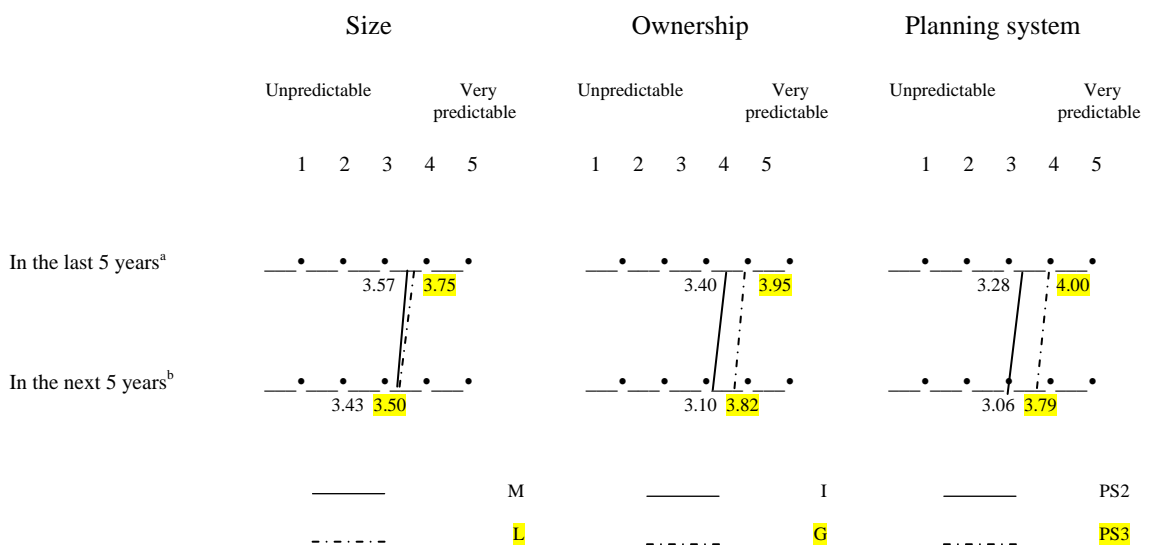 Size Ownership Planning system
Unpredictable Very predictable Unpredictable Very predictable Unpredictable Very predictable
1 2 3 4 5 1 2 3 4 5 1 2 3 4 5
In the last 5 yearsᵃ
3.57 3.75 3.40 3.95 3.28 4.00
In the next 5 yearsᵇ
3.43 3.50 3.10 3.82 3.06 3.79
M I PS2
L G PS3